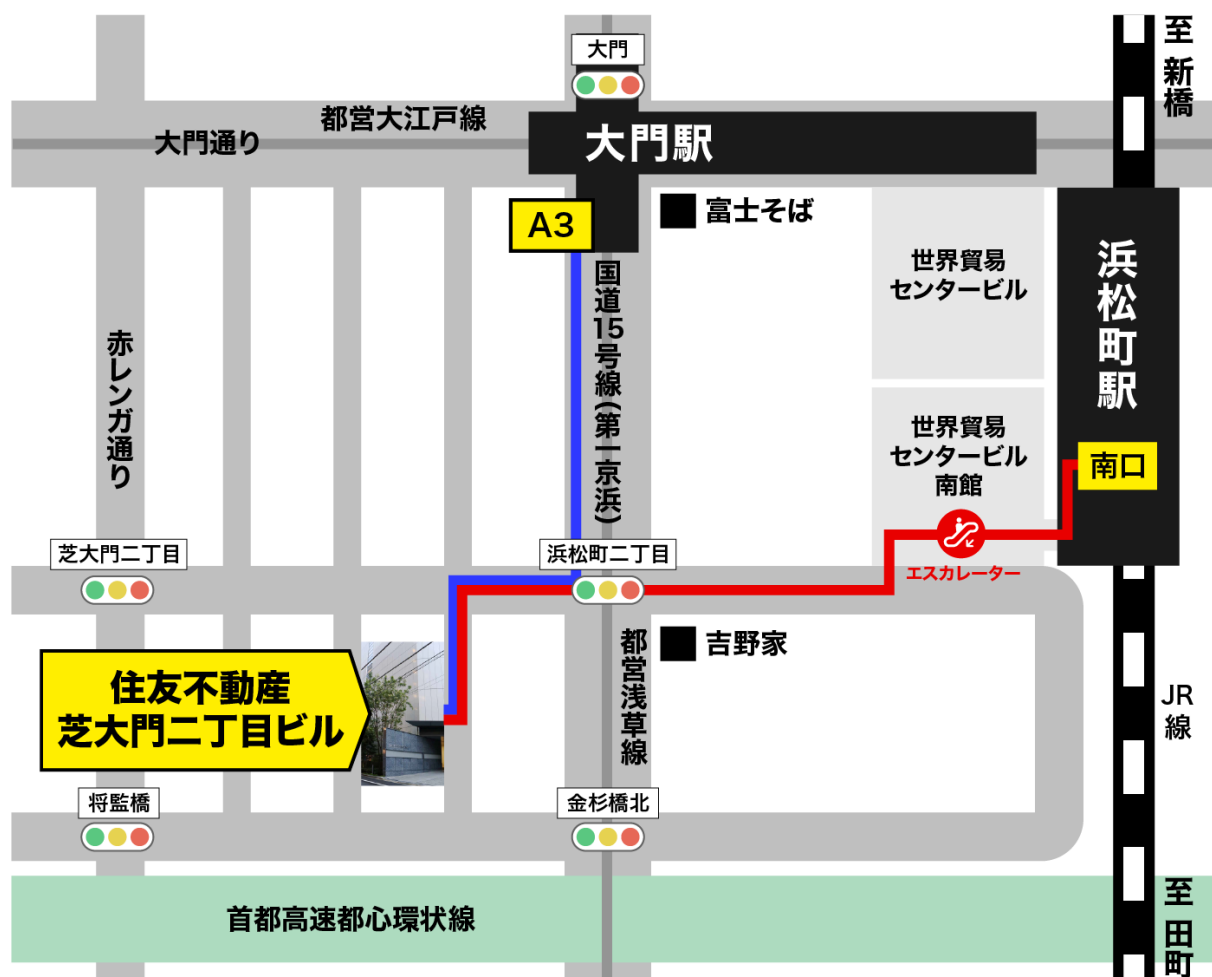 大門
至 新橋
都営大江戸線
大門通り
大門駅
A3
富士そば
世界貿易
センタービル
浜松町駅
国道15号線(第一京浜)
赤レンガ通り
世界貿易
センタービル
南館
南口
エスカレーター
芝大門二丁目
浜松町二丁目
都営浅草線
吉野家
住友不動産
芝大門二丁目ビル
JR
線
将監橋
金杉橋北
首都高速都心環状線
至 田町